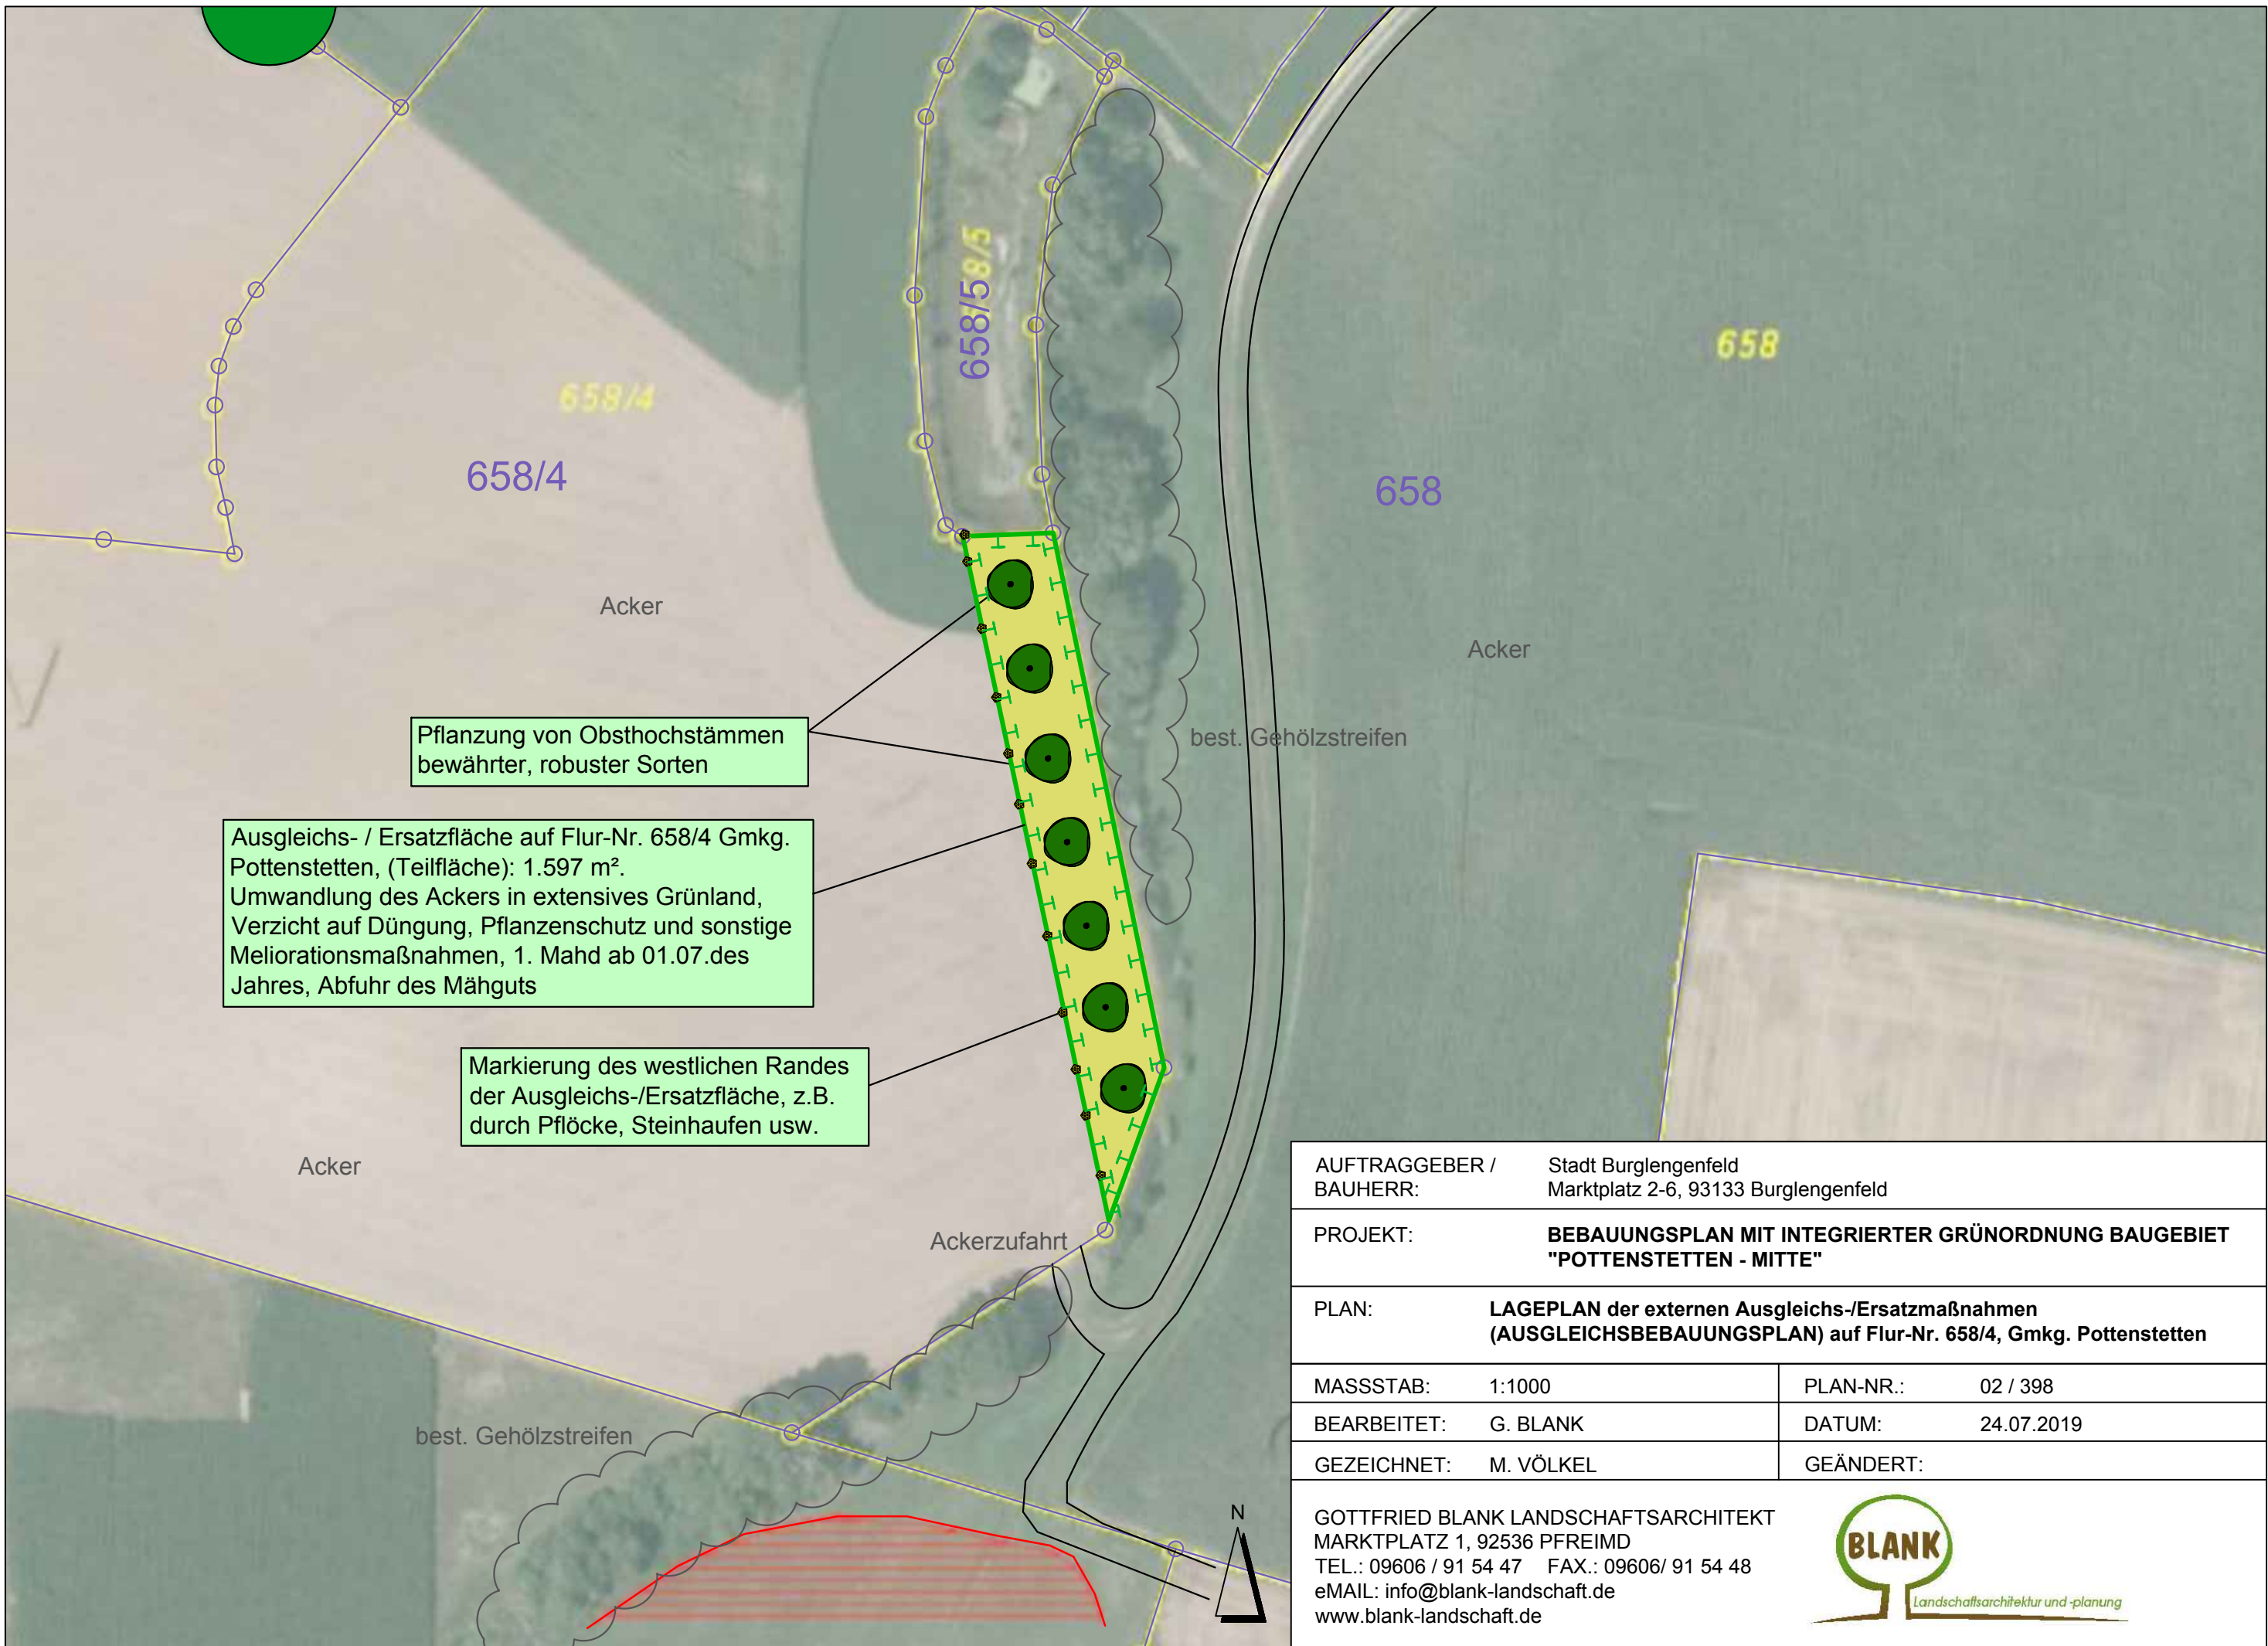 658/5
658/5
658
658/4
658/4
658
Acker
Acker
Pflanzung von Obsthochstämmen
bewährter, robuster Sorten
best. Gehölzstreifen
Ausgleichs- / Ersatzfläche auf Flur-Nr. 658/4 Gmkg.
Pottenstetten, (Teilfläche): 1.597 m².
Umwandlung des Ackers in extensives Grünland,
Verzicht auf Düngung, Pflanzenschutz und sonstige
Meliorationsmaßnahmen, 1. Mahd ab 01.07.des
Jahres, Abfuhr des Mähguts
Markierung des westlichen Randes
der Ausgleichs-/Ersatzfläche, z.B.
durch Pflöcke, Steinhaufen usw.
Acker
Ackerzufahrt
best. Gehölzstreifen
N
AUFTRAGGEBER / Stadt Burglengenfeld
BAUHERR: Marktplatz 2-6, 93133 Burglengenfeld
PROJEKT: BEBAUUNGSPLAN MIT INTEGRIERTER GRÜNORDNUNG BAUGEBIET
"POTTENSTETTEN - MITTE"
PLAN: LAGEPLAN der externen Ausgleichs-/Ersatzmaßnahmen
(AUSGLEICHSBEBAUUNGSPLAN) auf Flur-Nr. 658/4, Gmkg. Pottenstetten
MASSSTAB: 1:1000 PLAN-NR.: 02 / 398
BEARBEITET: G. BLANK DATUM: 24.07.2019
GEZEICHNET: M. VÖLKEL GEÄNDERT:
GOTTFRIED BLANK LANDSCHAFTSARCHITEKT
MARKTPLATZ 1, 92536 PFREIMD
TEL.: 09606 / 91 54 47 FAX.: 09606/ 91 54 48
eMAIL: info@blank-landschaft.de
www.blank-landschaft.de
BLANK
Landschaftsarchitektur und -planung